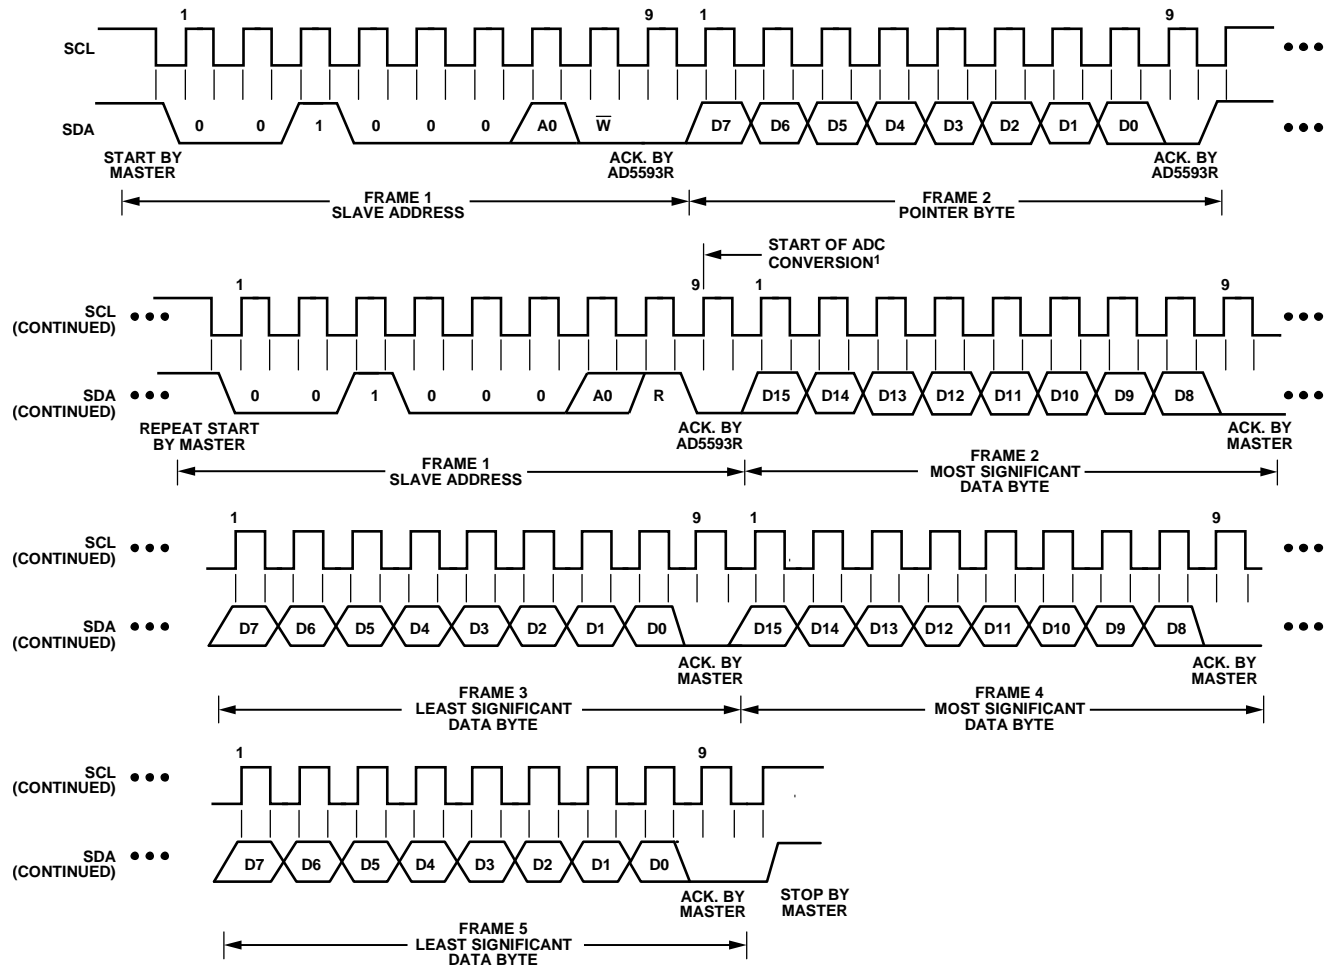 1 9 1 9
SCL
SDA 0 0 1 0 0 0 A0 W̅ D7 D6 D5 D4 D3 D2 D1 D0
START BY
MASTER
ACK. BY
AD5593R
ACK. BY
AD5593R
FRAME 1
SLAVE ADDRESS
FRAME 2
POINTER BYTE
START OF ADC
CONVERSION¹
1 9 1 9
SCL
(CONTINUED)
SDA
(CONTINUED)
0 0 1 0 0 0 A0 R D15 D14 D13 D12 D11 D10 D9 D8
REPEAT START
BY MASTER
ACK. BY
AD5593R
ACK. BY
MASTER
FRAME 1
SLAVE ADDRESS
FRAME 2
MOST SIGNIFICANT
DATA BYTE
1 9 1 9
SCL
(CONTINUED)
SDA
(CONTINUED)
D7 D6 D5 D4 D3 D2 D1 D0 D15 D14 D13 D12 D11 D10 D9 D8
ACK. BY
MASTER
ACK. BY
MASTER
FRAME 3
LEAST SIGNIFICANT
DATA BYTE
FRAME 4
MOST SIGNIFICANT
DATA BYTE
1 9
SCL
(CONTINUED)
SDA
(CONTINUED)
D7 D6 D5 D4 D3 D2 D1 D0
ACK. BY
MASTER
STOP BY
MASTER
FRAME 5
LEAST SIGNIFICANT
DATA BYTE